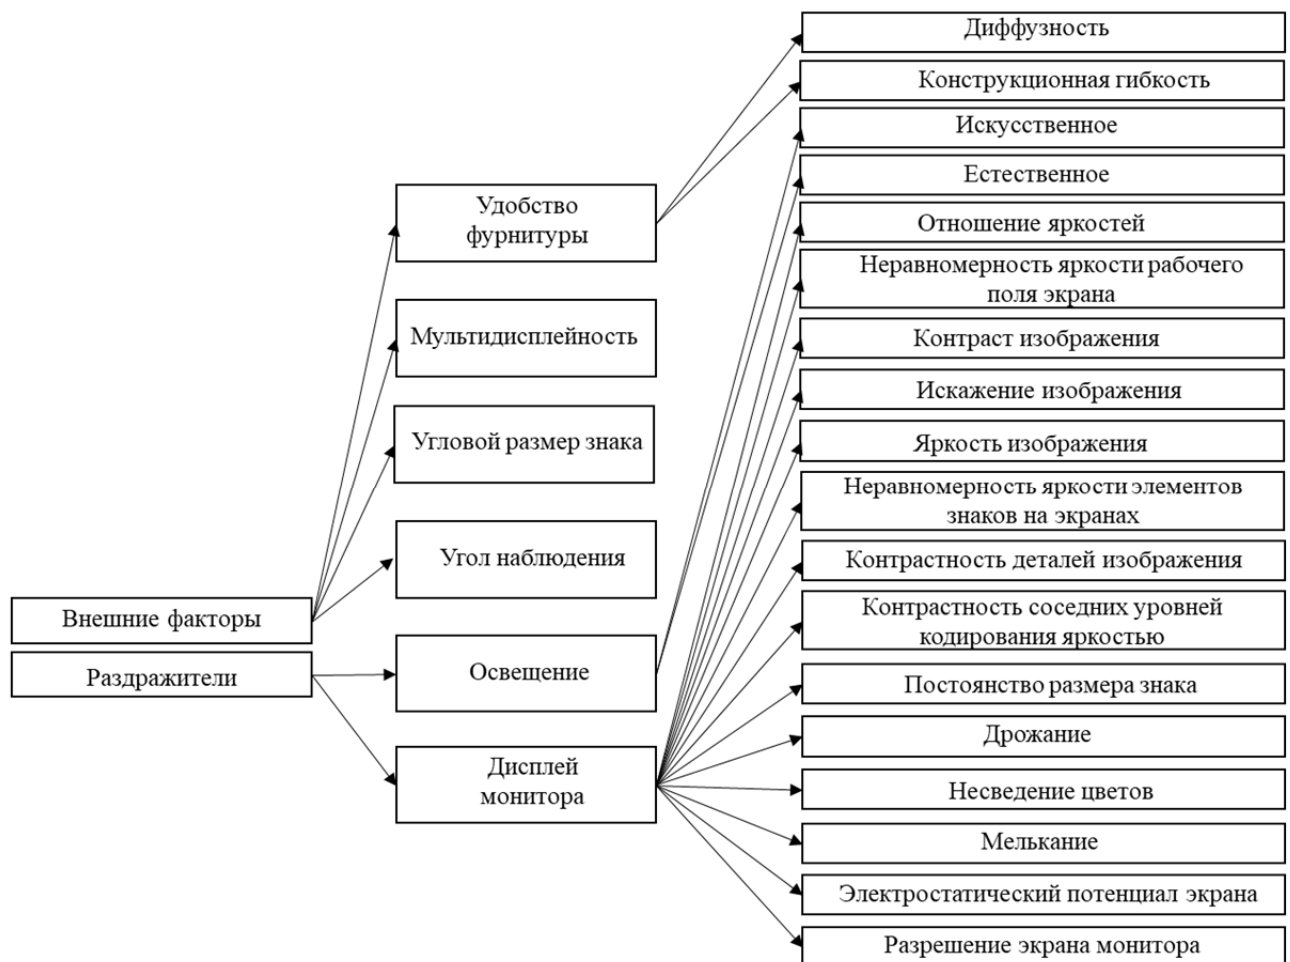 Внешние факторы
Раздражители
Удобство
фурнитуры
Мультидисплейность
Угловой размер знака
Угол наблюдения
Освещение
Дисплей
монитора
Диффузность
Конструкционная гибкость
Искусственное
Естественное
Отношение яркостей
Неравномерность яркости рабочего
поля экрана
Контраст изображения
Искажение изображения
Яркость изображения
Неравномерность яркости элементов
знаков на экранах
Контрастность деталей изображения
Контрастность соседних уровней
кодирования яркостью
Постоянство размера знака
Дрожание
Несведение цветов
Мелькание
Электростатический потенциал экрана
Разрешение экрана монитора